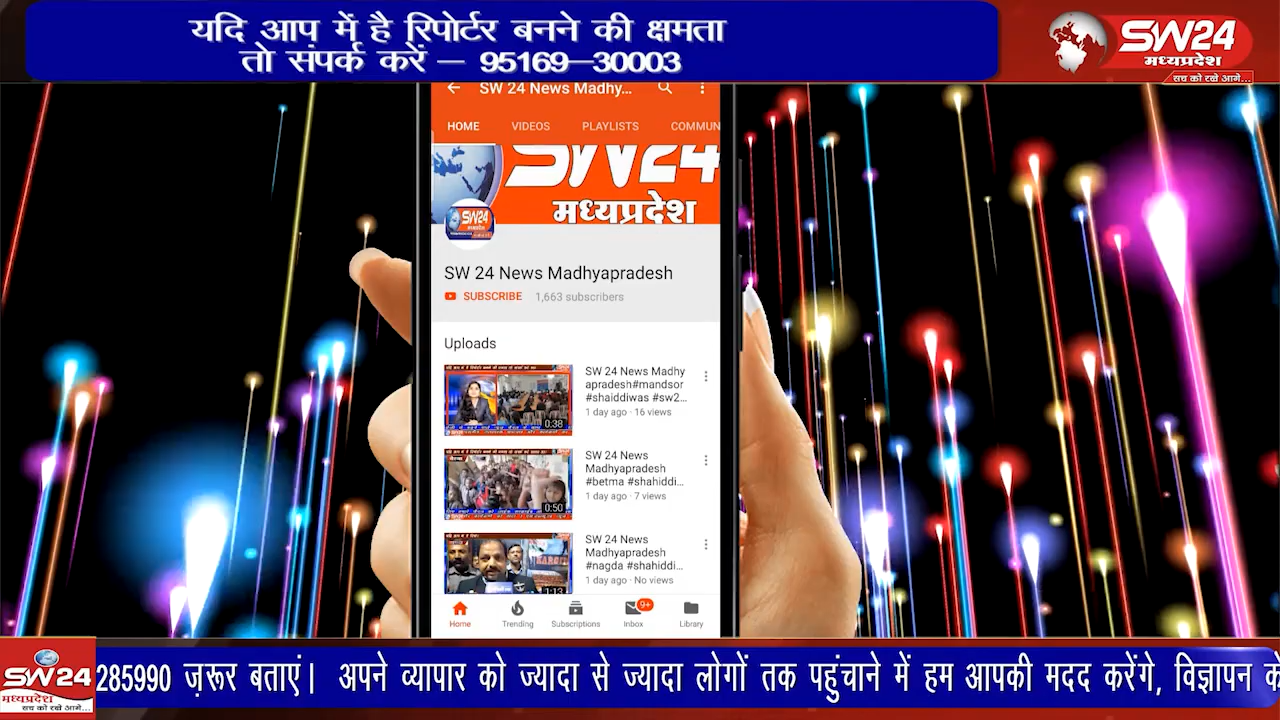 यदि आप में है रिपोर्टर बनने की क्षमता
तो संपर्क करें – 95169–30003
SW24
मध्यप्रदेश
सच को रखे आगे...
SW 24 News Madhy...
HOME VIDEOS PLAYLISTS COMMUN
SW24
मध्यप्रदेश
SW24
SW 24 News Madhyapradesh
SUBSCRIBE 1,663 subscribers
Uploads
SW 24 News Madhy
apradesh#mandsor
#shaiddiwas #sw2...
1 day ago · 16 views
0:38
SW 24 News
Madhyapradesh
#betma #shahiddi...
1 day ago · 7 views
0:50
SW 24 News
Madhyapradesh
#nagda #shahiddi...
1 day ago · No views
1:13
9+
Home Trending Subscriptions Inbox Library
SW24
मध्यप्रदेश
सच को रखे आगे...
285990 ज़रूर बताएं। अपने व्यापार को ज्यादा से ज्यादा लोगों तक पहुंचाने में हम आपकी मदद करेंगे, विज्ञापन के